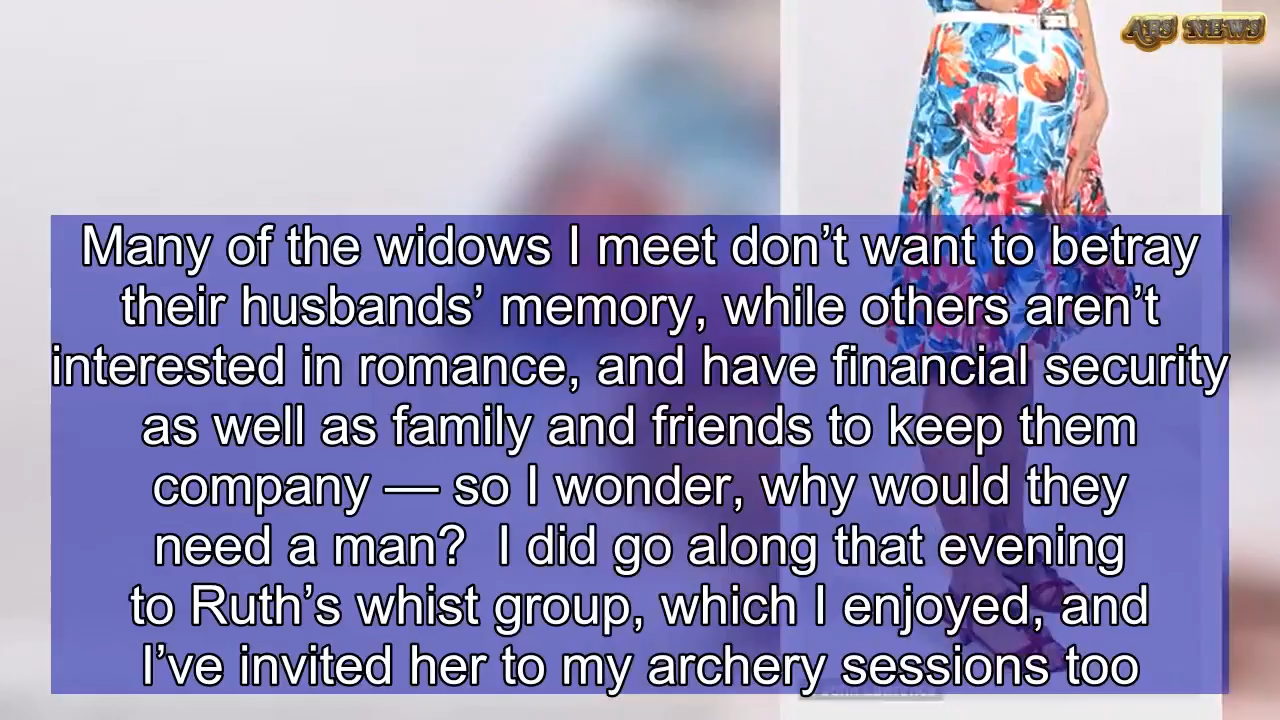 ABS NEWS
Many of the widows I meet don’t want to betray
their husbands’ memory, while others aren’t
interested in romance, and have financial security
as well as family and friends to keep them
company — so I wonder, why would they
need a man?  I did go along that evening
to Ruth’s whist group, which I enjoyed, and
I’ve invited her to my archery sessions too